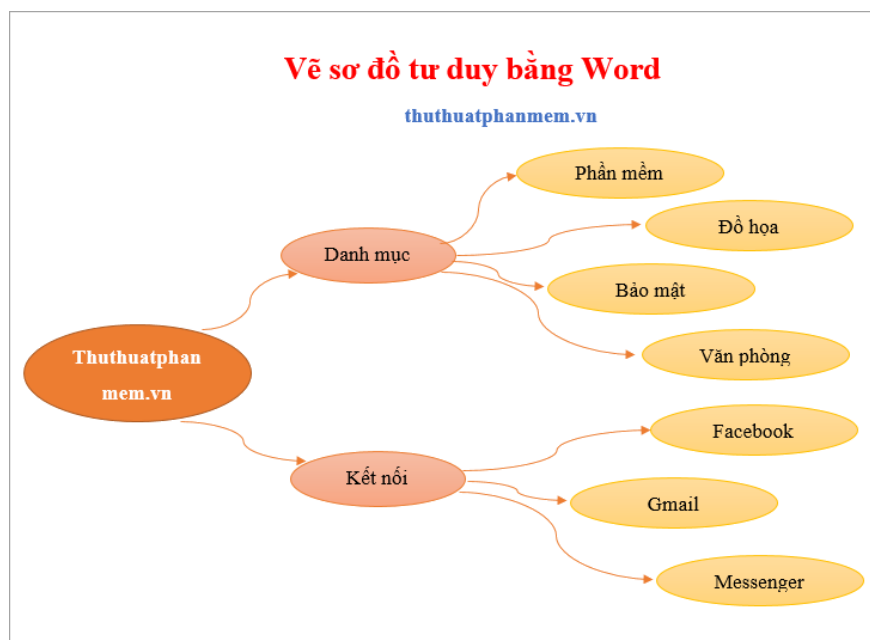 Vẽ sơ đồ tư duy bằng Word
thuthuatphanmem.vn
Phần mềm
Đồ họa
Danh mục
Bảo mật
Văn phòng
Thuthuatphan
mem.vn
Facebook
Kết nối
Gmail
Messenger